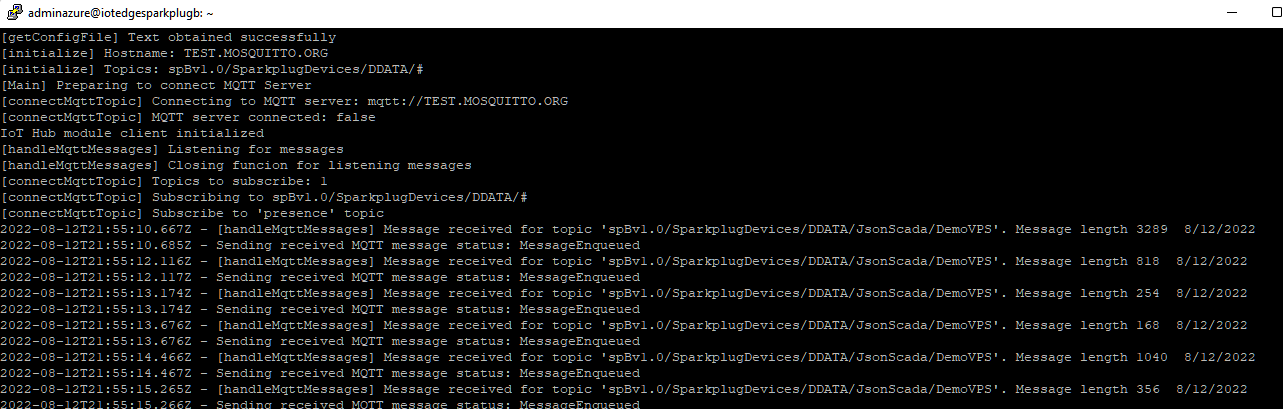 adminazure@iotedgesparkplugb: ~
[getConfigFile] Text obtained successfully
[initialize] Hostname: TEST.MOSQUITTO.ORG
[initialize] Topics: spBv1.0/SparkplugDevices/DDATA/#
[Main] Preparing to connect MQTT Server
[connectMqttTopic] Connecting to MQTT server: mqtt://TEST.MOSQUITTO.ORG
[connectMqttTopic] MQTT server connected: false
IoT Hub module client initialized
[handleMqttMessages] Listening for messages
[handleMqttMessages] Closing funcion for listening messages
[connectMqttTopic] Topics to subscribe: 1
[connectMqttTopic] Subscribing to spBv1.0/SparkplugDevices/DDATA/#
[connectMqttTopic] Subscribe to 'presence' topic
2022-08-12T21:55:10.667Z - [handleMqttMessages] Message received for topic 'spBv1.0/SparkplugDevices/DDATA/JsonScada/DemoVPS'. Message length 3289  8/12/2022
2022-08-12T21:55:10.685Z - Sending received MQTT message status: MessageEnqueued
2022-08-12T21:55:12.116Z - [handleMqttMessages] Message received for topic 'spBv1.0/SparkplugDevices/DDATA/JsonScada/DemoVPS'. Message length 818  8/12/2022
2022-08-12T21:55:12.117Z - Sending received MQTT message status: MessageEnqueued
2022-08-12T21:55:13.174Z - [handleMqttMessages] Message received for topic 'spBv1.0/SparkplugDevices/DDATA/JsonScada/DemoVPS'. Message length 254  8/12/2022
2022-08-12T21:55:13.174Z - Sending received MQTT message status: MessageEnqueued
2022-08-12T21:55:13.676Z - [handleMqttMessages] Message received for topic 'spBv1.0/SparkplugDevices/DDATA/JsonScada/DemoVPS'. Message length 168  8/12/2022
2022-08-12T21:55:13.676Z - Sending received MQTT message status: MessageEnqueued
2022-08-12T21:55:14.466Z - [handleMqttMessages] Message received for topic 'spBv1.0/SparkplugDevices/DDATA/JsonScada/DemoVPS'. Message length 1040  8/12/2022
2022-08-12T21:55:14.467Z - Sending received MQTT message status: MessageEnqueued
2022-08-12T21:55:15.265Z - [handleMqttMessages] Message received for topic 'spBv1.0/SparkplugDevices/DDATA/JsonScada/DemoVPS'. Message length 356  8/12/2022
2022-08-12T21:55:15.266Z - Sending received MQTT message status: MessageEnqueued